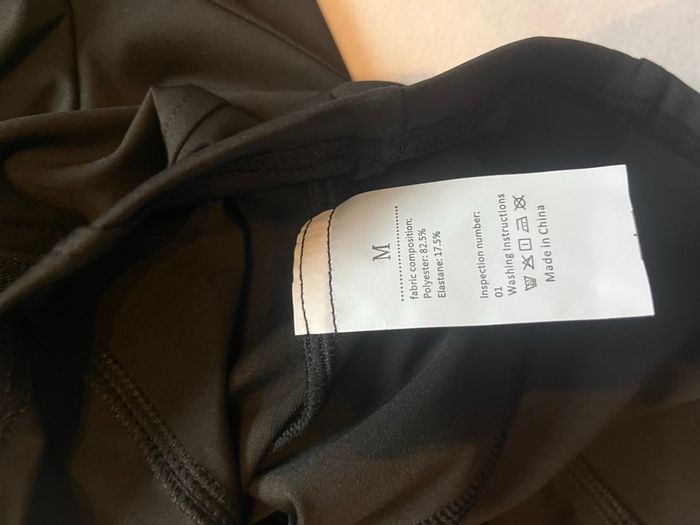 M
fabric composition:
Polyester: 82.5%
Elastane: 17.5%
inspection number:
01
Washing Instructions
Made in China